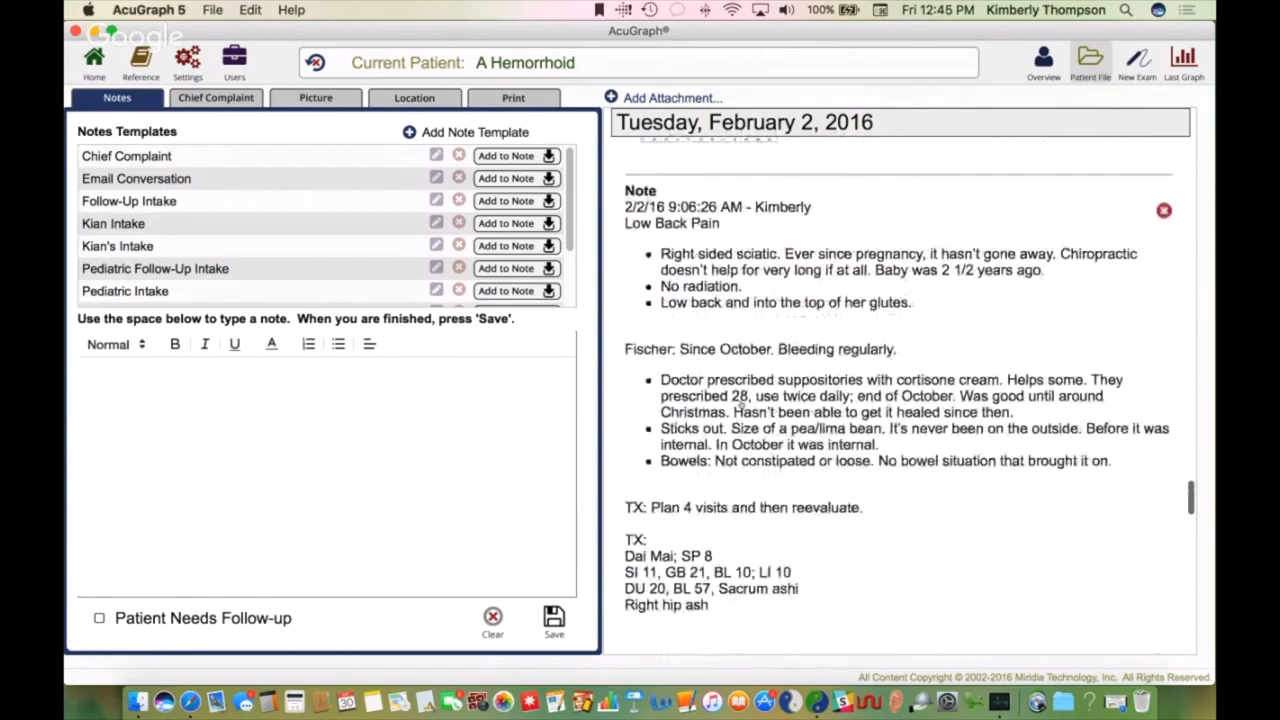 AcuGraph 5 File Edit Help 100% Fri 12:45 PM Kimberly Thompson
Google
AcuGraph®
Home Reference Settings Users
Current Patient: A Hemorrhoid
Overview Patient File New Exam Last Graph
Notes Chief Complaint Picture Location Print
Notes Templates Add Note Template
Chief Complaint Add to Note
Email Conversation Add to Note
Follow-Up Intake Add to Note
Kian Intake Add to Note
Kian's Intake Add to Note
Pediatric Follow-Up Intake Add to Note
Pediatric Intake Add to Note
Use the space below to type a note. When you are finished, press 'Save'.
Normal B I U A
Patient Needs Follow-up
Clear Save
Add Attachment...
Tuesday, February 2, 2016
Note
2/2/16 9:06:26 AM - Kimberly
Low Back Pain
Right sided sciatic. Ever since pregnancy, it hasn't gone away. Chiropractic
doesn't help for very long if at all. Baby was 2 1/2 years ago.
No radiation.
Low back and into the top of her glutes.
Fischer: Since October. Bleeding regularly.
Doctor prescribed suppositories with cortisone cream. Helps some. They
prescribed 28, use twice daily; end of October. Was good until around
Christmas. Hasn't been able to get it healed since then.
Sticks out. Size of a pea/lima bean. It's never been on the outside. Before it was
internal. In October it was internal.
Bowels: Not constipated or loose. No bowel situation that brought it on.
TX: Plan 4 visits and then reevaluate.
TX:
Dai Mai; SP 8
SI 11, GB 21, BL 10; LI 10
DU 20, BL 57, Sacrum ashi
Right hip ash
All Content Copyright © 2002-2016 Miridia Technology, Inc. All Rights Reserved.
30